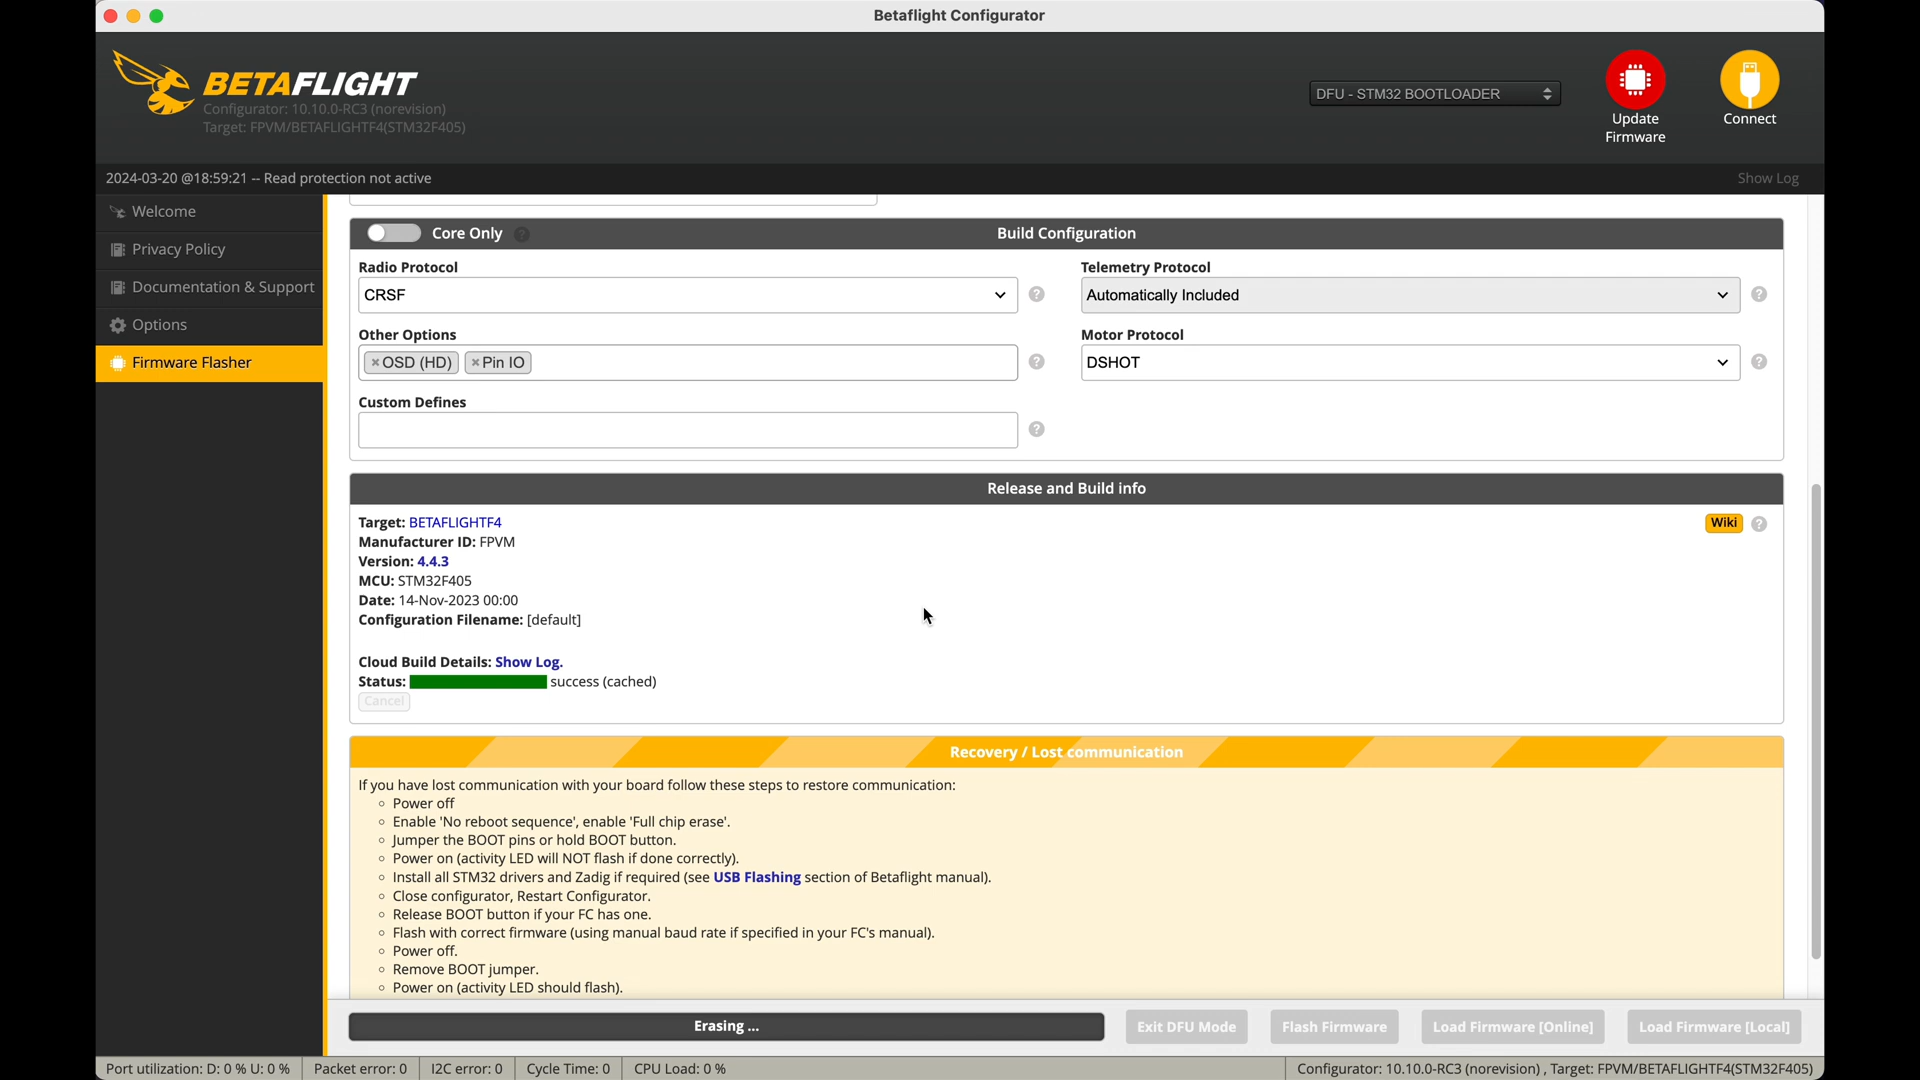 Betaflight Configurator
BETAFLIGHT
Configurator: 10.10.0-RC3 (norevision)
Target: FPVM/BETAFLIGHTF4(STM32F405)
DFU - STM32 BOOTLOADER
Update
Firmware
Connect
2024-03-20 @18:59:21 -- Read protection not active
Show Log
Welcome
Privacy Policy
Documentation & Support
Options
Firmware Flasher
Core Only
Build Configuration
Radio Protocol
Telemetry Protocol
CRSF
Automatically Included
Other Options
Motor Protocol
×OSD (HD) ×Pin IO
DSHOT
Custom Defines
Release and Build info
Target: BETAFLIGHTF4
Wiki
Manufacturer ID: FPVM
Version: 4.4.3
MCU: STM32F405
Date: 14-Nov-2023 00:00
Configuration Filename: [default]
Cloud Build Details: Show Log.
Status: success (cached)
Cancel
Recovery / Lost communication
If you have lost communication with your board follow these steps to restore communication:
Power off
Enable 'No reboot sequence', enable 'Full chip erase'.
Jumper the BOOT pins or hold BOOT button.
Power on (activity LED will NOT flash if done correctly).
Install all STM32 drivers and Zadig if required (see USB Flashing section of Betaflight manual).
Close configurator, Restart Configurator.
Release BOOT button if your FC has one.
Flash with correct firmware (using manual baud rate if specified in your FC's manual).
Power off.
Remove BOOT jumper.
Power on (activity LED should flash).
Erasing ...
Exit DFU Mode
Flash Firmware
Load Firmware [Online]
Load Firmware [Local]
Port utilization: D: 0 % U: 0 %
Packet error: 0
I2C error: 0
Cycle Time: 0
CPU Load: 0 %
Configurator: 10.10.0-RC3 (norevision) , Target: FPVM/BETAFLIGHTF4(STM32F405)